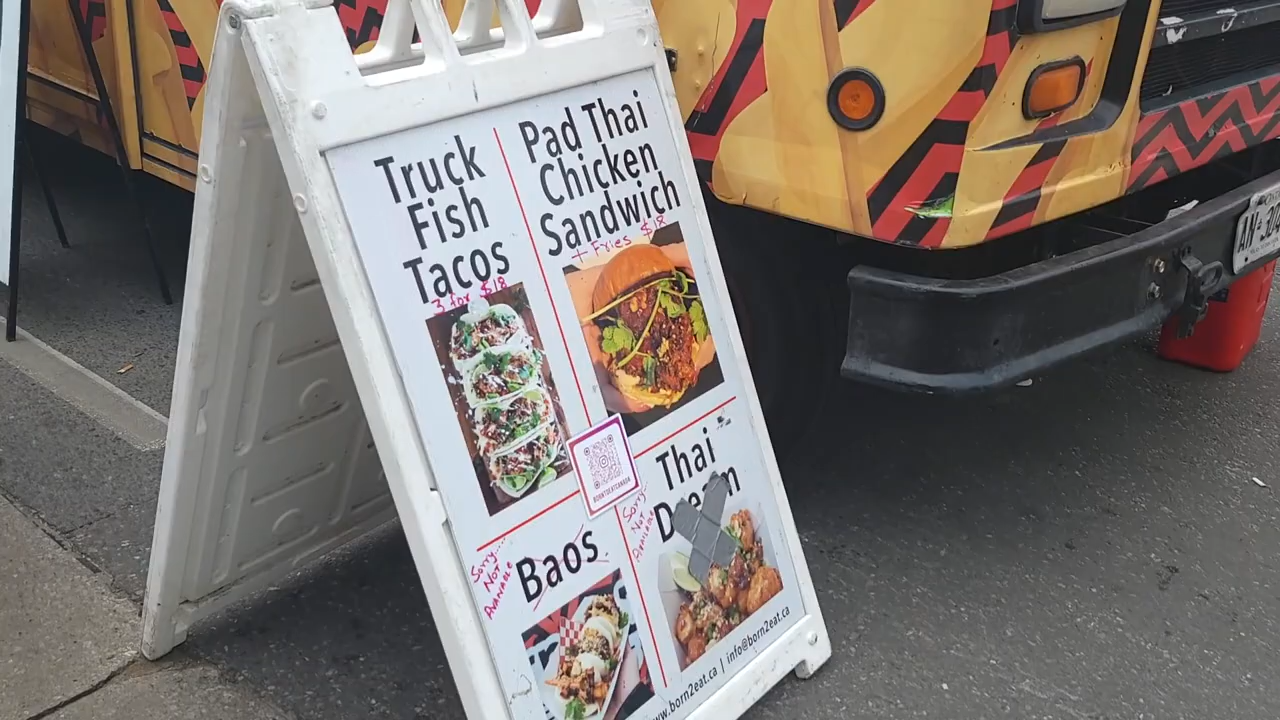 Truck
Fish
Tacos
3 for $18
Pad Thai
Chicken
Sandwich
+ Fries $18
BORN2EATCANADA
Sorry...
Not
Available
Baos
Thai
Sorry...
Not
Available
www.born2eat.ca | info@born2eat.ca